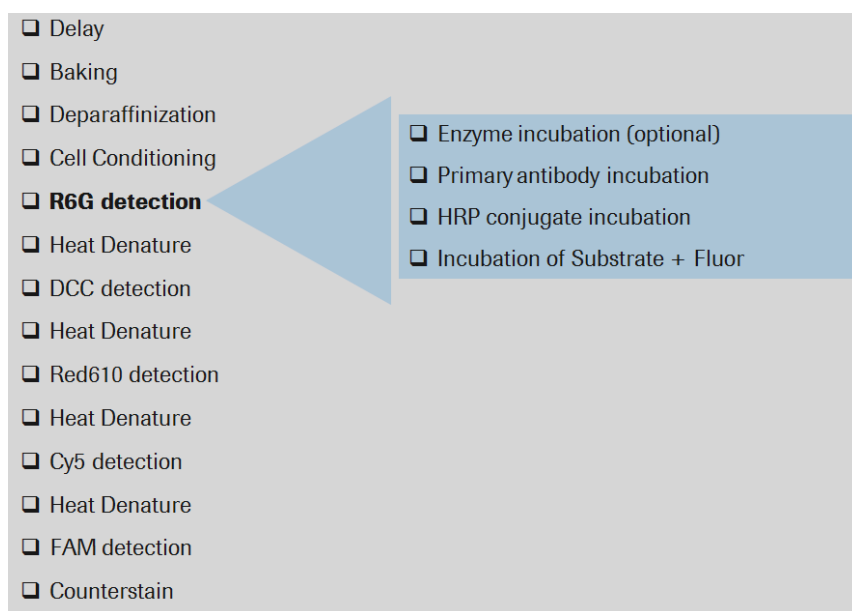 Delay
Baking
Deparaffinization
Cell Conditioning
R6G detection
Heat Denature
DCC detection
Heat Denature
Red610 detection
Heat Denature
Cy5 detection
Heat Denature
FAM detection
Counterstain
Enzyme incubation (optional)
Primary antibody incubation
HRP conjugate incubation
Incubation of Substrate + Fluor